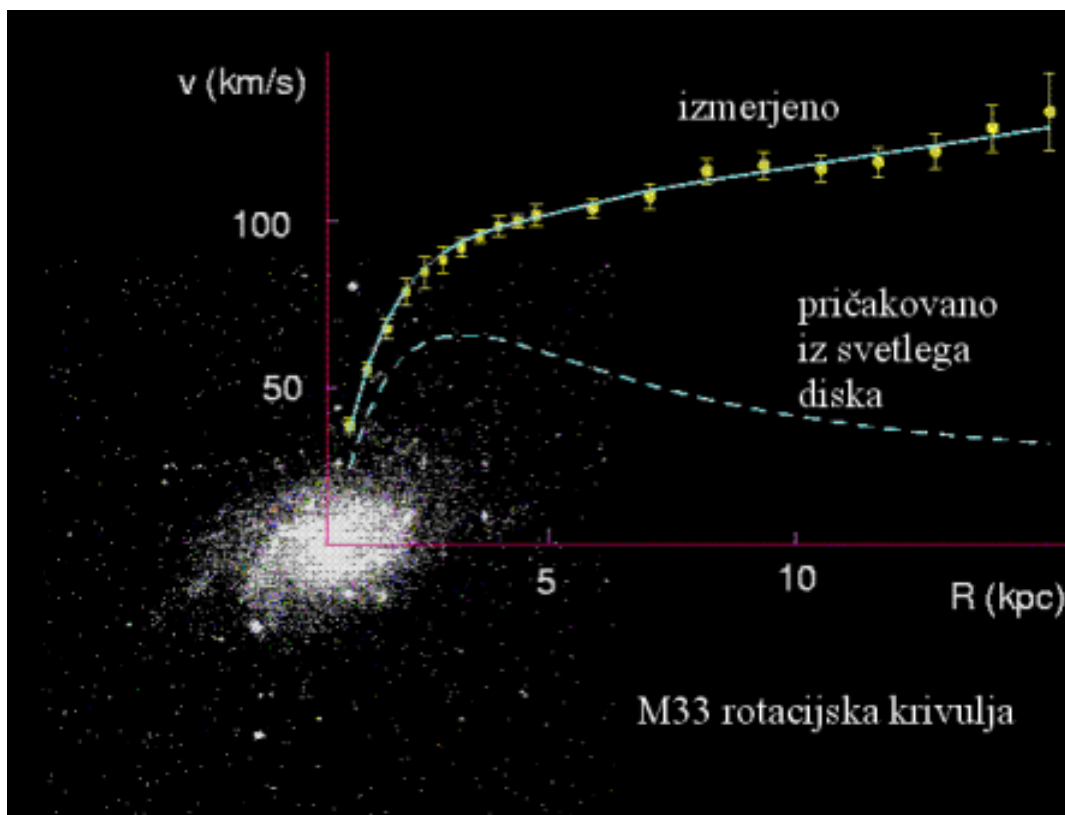 v (km/s)
izmerjeno
100
pričakovano
iz svetlega
diska
50
5
10
R (kpc)
M33 rotacijska krivulja